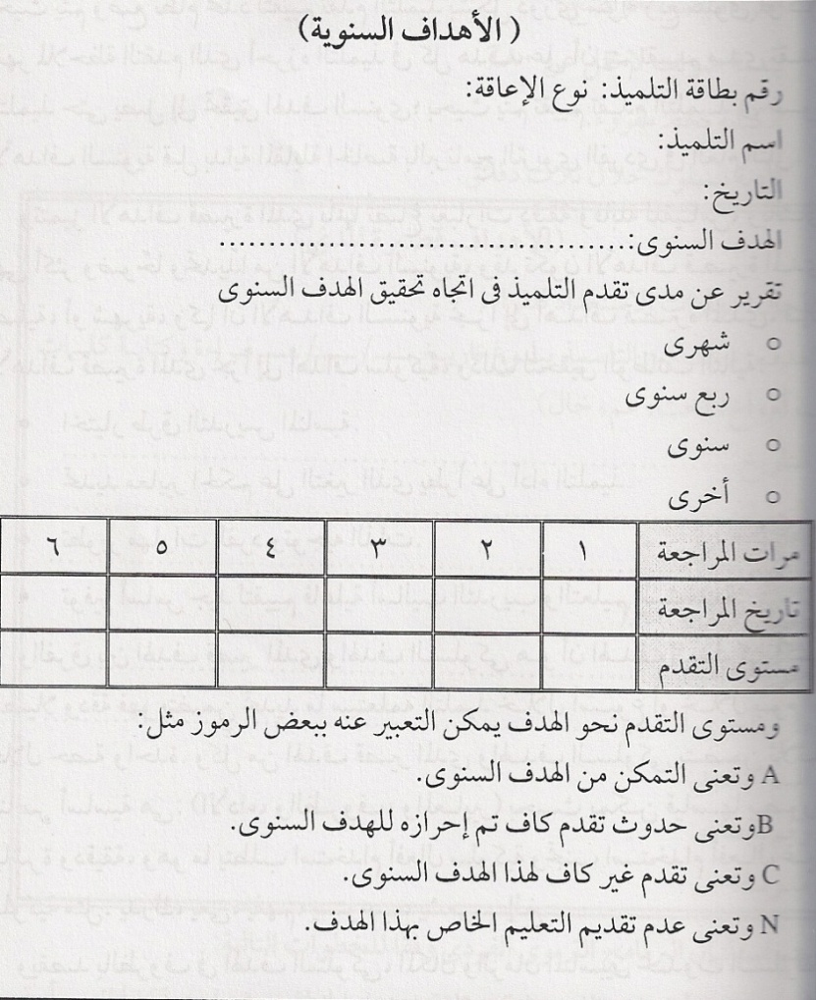 ( الأهداف السنوية)
رقم بطاقة التلميذ: نوع الإعاقة:
اسم التلميذ:
التاريخ:
الهدف السنوى:..........................................
تقرير عن مدى تقدم التلميذ فى اتجاه تحقيق الهدف السنوى
○ شهرى
○ ربع سنوى
○ سنوى
○ أخرى
مرات المراجعة ١ ٢ ٣ ٤ ٥ ٦
تاريخ المراجعة
مستوى التقدم
ومستوى التقدم نحو الهدف يمكن التعبير عنه ببعض الرموز مثل:
A وتعنى التمكن من الهدف السنوى.
Bوتعنى حدوث تقدم كاف تم إحرازه للهدف السنوى.
C وتعنى تقدم غير كاف لهذا الهدف السنوى.
N وتعنى عدم تقديم التعليم الخاص بهذا الهدف.